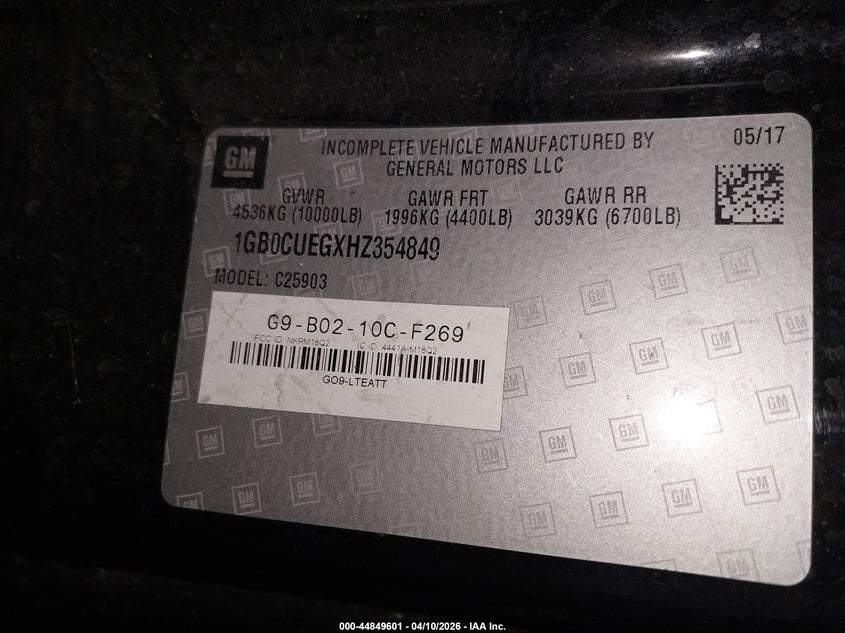 GM
INCOMPLETE VEHICLE MANUFACTURED BY
GENERAL MOTORS LLC
05/17
GVWR GAWR FRT GAWR RR
4536KG (10000LB) 1996KG (4400LB) 3039KG (6700LB)
1GB0CUEGXHZ354849
MODEL: C25903
G9-B02-10C-F269
FCC ID: NKRM18Q2 IC ID: 4441A-M18Q2
GO9-LTEATT
000-44849601 - 04/10/2026 - IAA Inc.